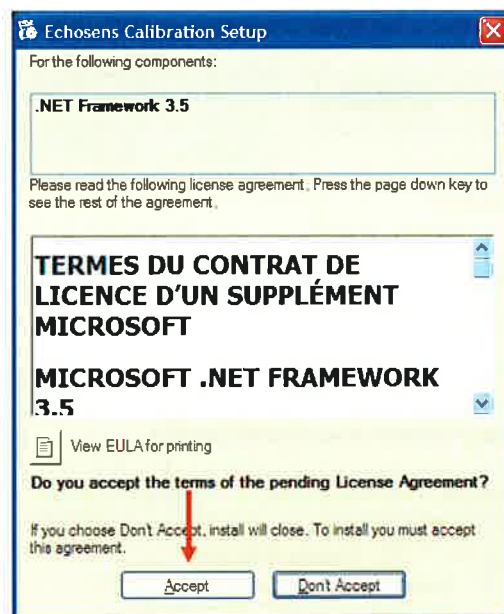 Echosens Calibration Setup
For the following components:
.NET Framework 3.5
Please read the following license agreement. Press the page down key to
see the rest of the agreement.
TERMES DU CONTRAT DE
LICENCE D'UN SUPPLÉMENT
MICROSOFT
MICROSOFT .NET FRAMEWORK
3.5
View EULA for printing
Do you accept the terms of the pending License Agreement?
If you choose Don't Accept, install will close. To install you must accept
this agreement.
Accept
Don't Accept